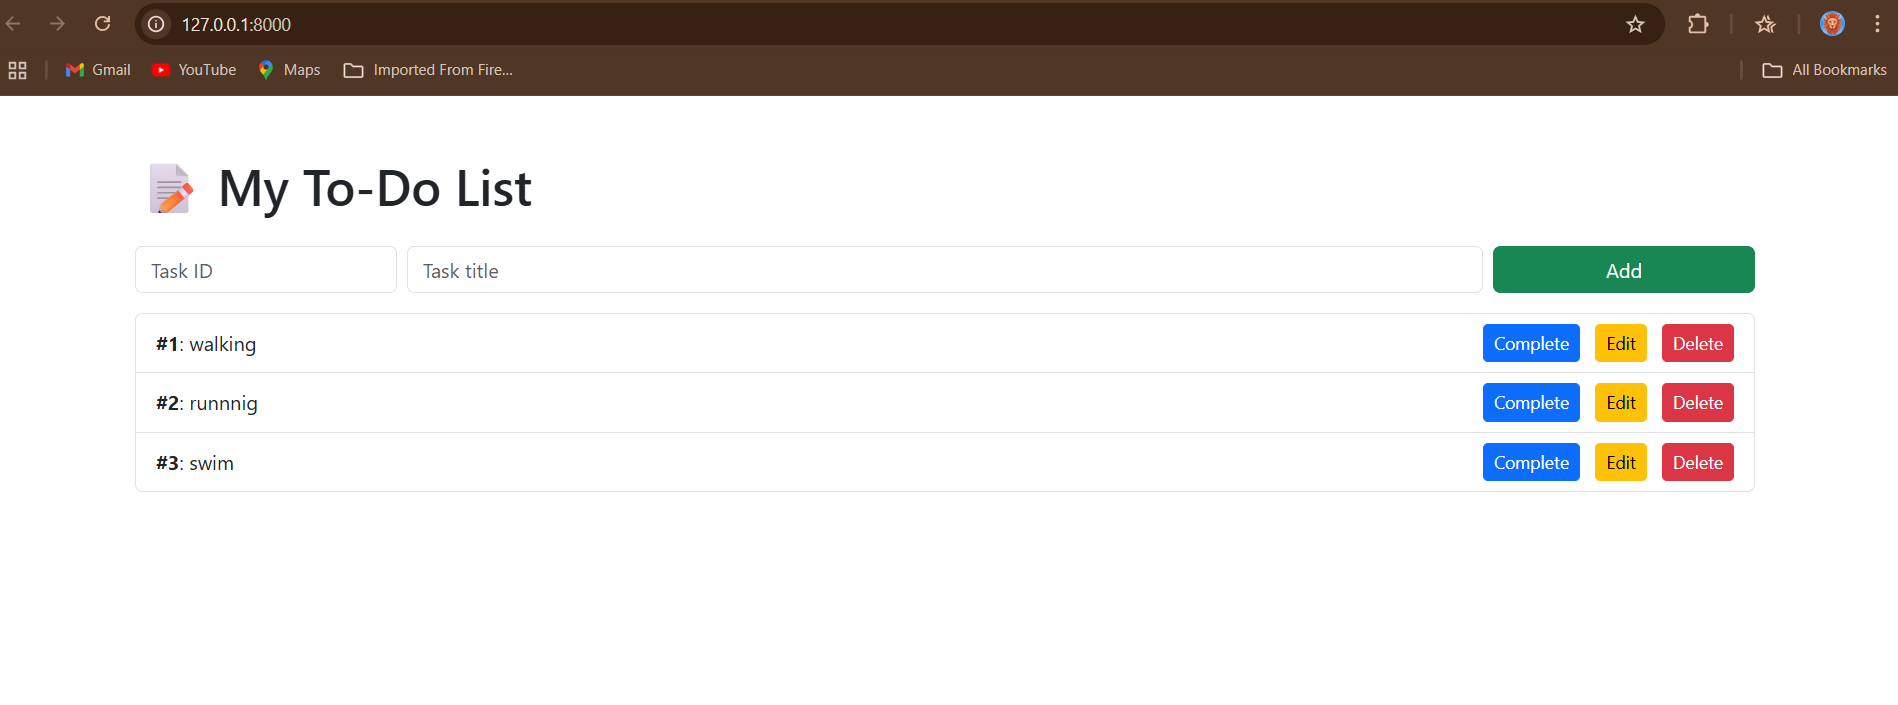 127.0.0.1:8000
Gmail YouTube Maps Imported From Fire... All Bookmarks
My To-Do List
Task ID Task title Add
#1: walking Complete Edit Delete
#2: runnnig Complete Edit Delete
#3: swim Complete Edit Delete